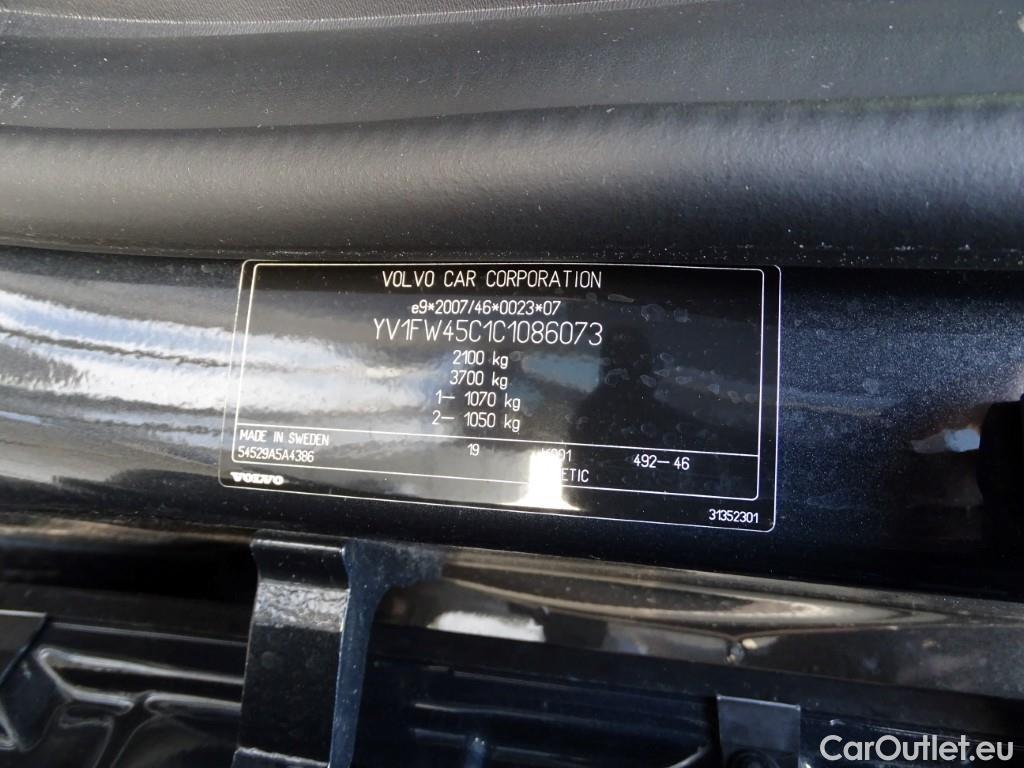 VOLVO CAR CORPORATION
e9*2007/46*0023*07
YV1FW45C1C1086073
2100 kg
3700 kg
1– 1070 kg
2– 1050 kg
MADE IN SWEDEN
54529A5A4386 19 492–46
VOLVO
31352301
CarOutlet.eu